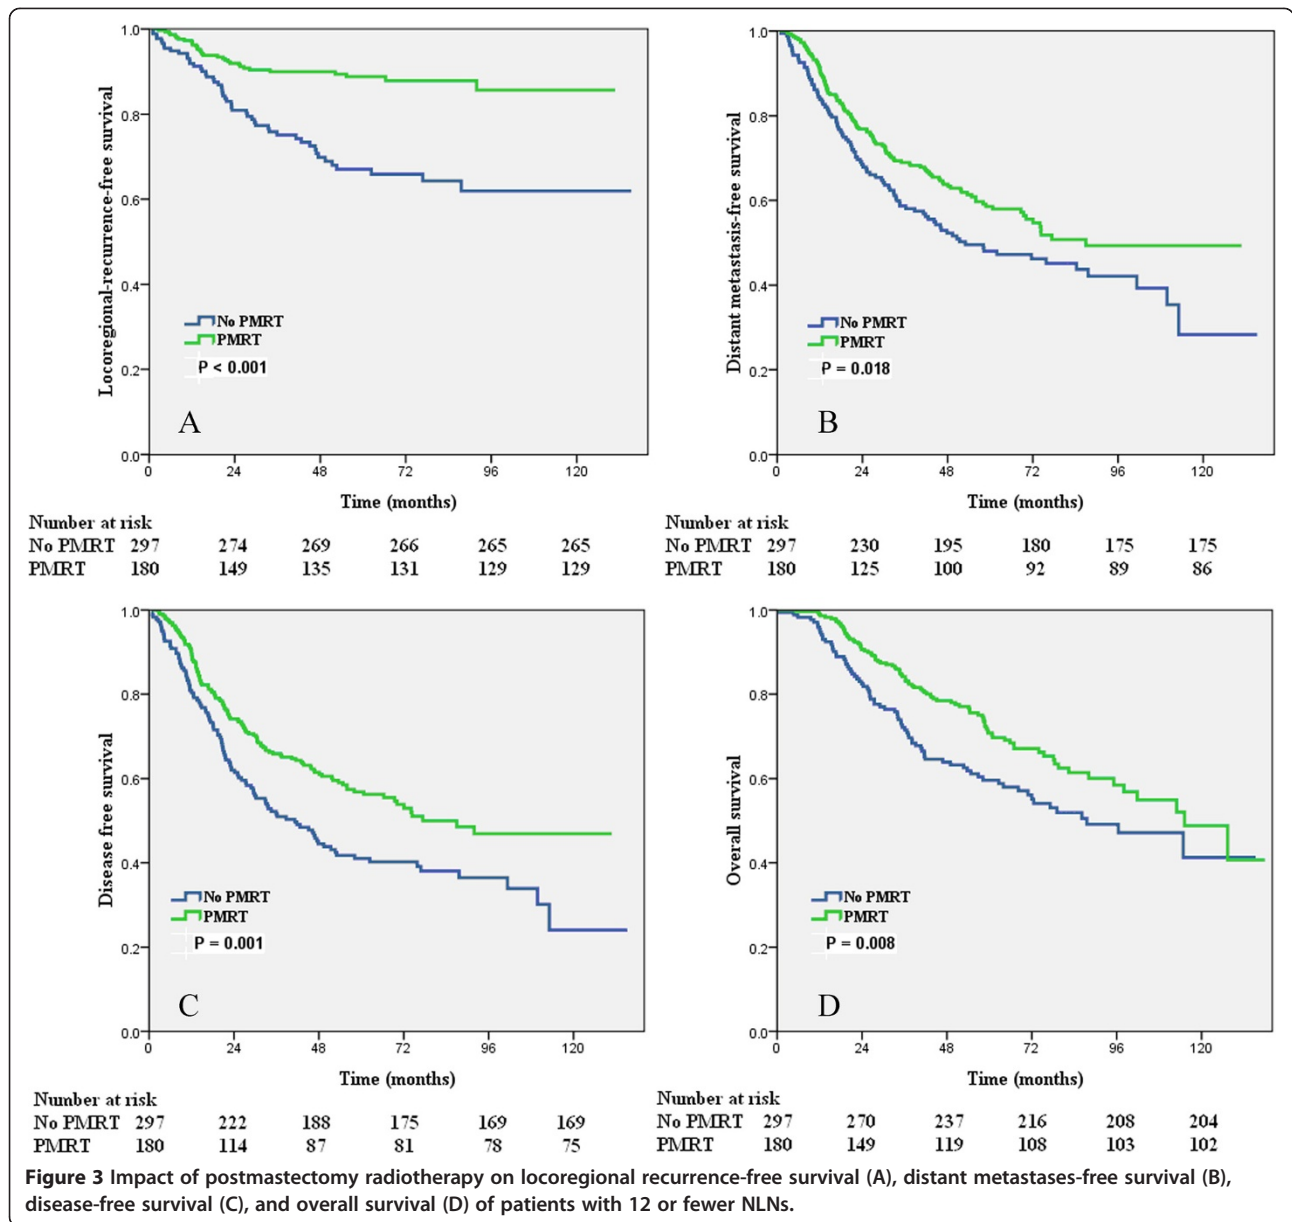 1.0
0.8
0.6
0.4
0.2
0.0
Locoregional-recurrence-free survival
No PMRT
PMRT
P < 0.001
A
0 24 48 72 96 120
Time (months)
Number at risk
No PMRT 297 274 269 266 265 265
PMRT 180 149 135 131 129 129
1.0
0.8
0.6
0.4
0.2
0.0
Distant metastasis-free survival
No PMRT
PMRT
P = 0.018
B
0 24 48 72 96 120
Time (months)
Number at risk
No PMRT 297 230 195 180 175 175
PMRT 180 125 100 92 89 86
1.0
0.8
0.6
0.4
0.2
0.0
Disease free survival
No PMRT
PMRT
P = 0.001
C
0 24 48 72 96 120
Time (months)
Number at risk
No PMRT 297 222 188 175 169 169
PMRT 180 114 87 81 78 75
1.0
0.8
0.6
0.4
0.2
0.0
Overall survival
No PMRT
PMRT
P = 0.008
D
0 24 48 72 96 120
Time (months)
Number at risk
No PMRT 297 270 237 216 208 204
PMRT 180 149 119 108 103 102
Figure 3 Impact of postmastectomy radiotherapy on locoregional recurrence-free survival (A), distant metastases-free survival (B),
disease-free survival (C), and overall survival (D) of patients with 12 or fewer NLNs.